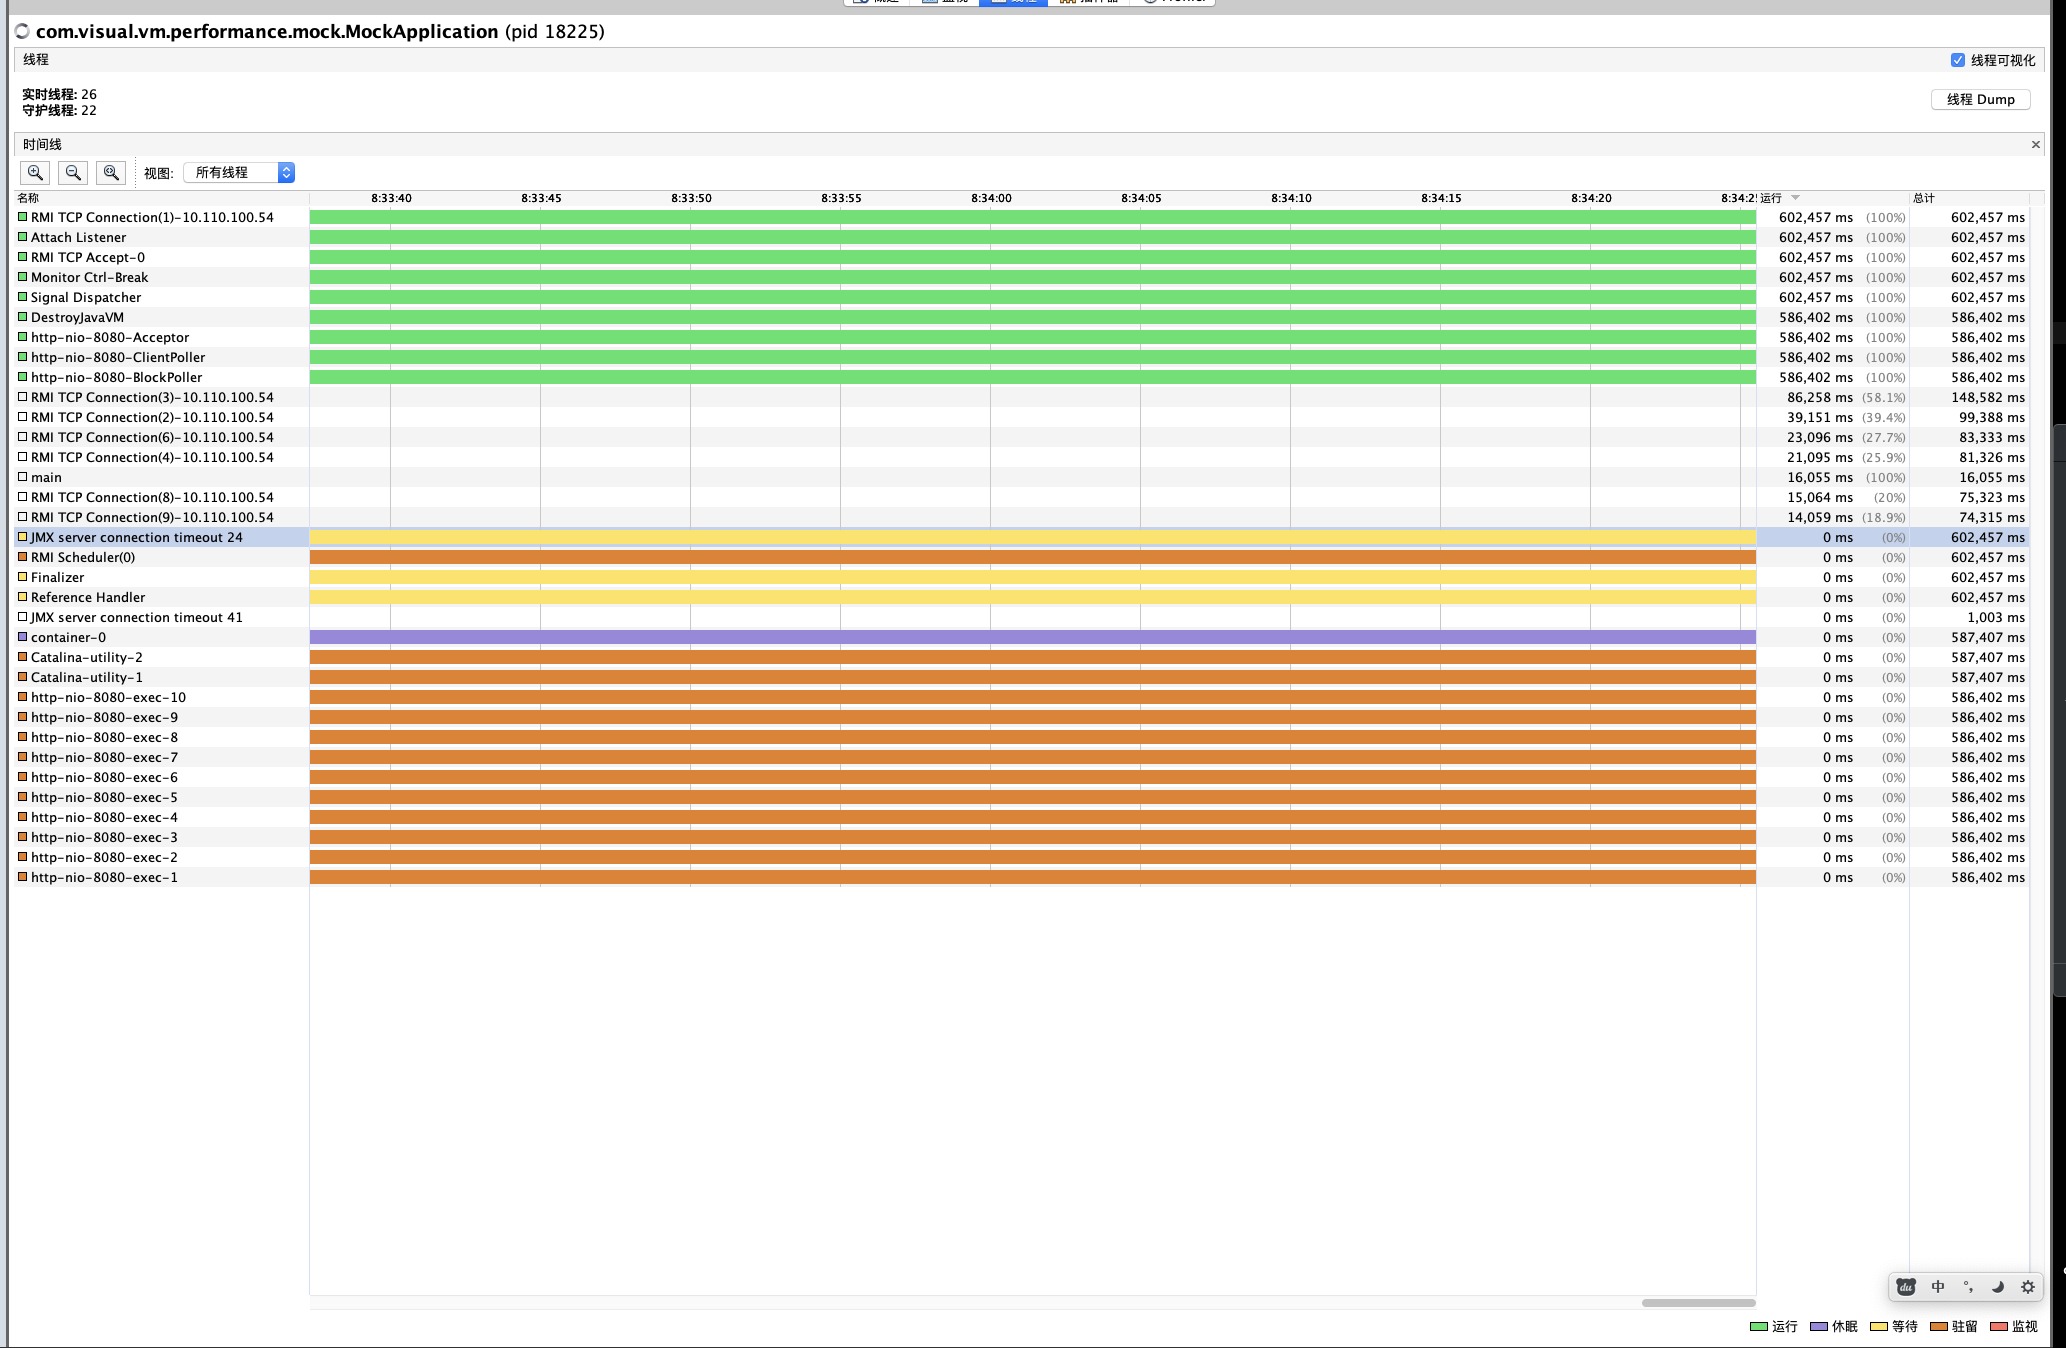 com.visual.vm.performance.mock.MockApplication (pid 18225)
线程
线程可视化
实时线程: 26
守护线程: 22
线程 Dump
时间线
视图: 所有线程
名称 8:33:40 8:33:45 8:33:50 8:33:55 8:34:00 8:34:05 8:34:10 8:34:15 8:34:20 8:34:2 运行 总计
RMI TCP Connection(1)-10.110.100.54 602,457 ms (100%) 602,457 ms
Attach Listener 602,457 ms (100%) 602,457 ms
RMI TCP Accept-0 602,457 ms (100%) 602,457 ms
Monitor Ctrl-Break 602,457 ms (100%) 602,457 ms
Signal Dispatcher 602,457 ms (100%) 602,457 ms
DestroyJavaVM 586,402 ms (100%) 586,402 ms
http-nio-8080-Acceptor 586,402 ms (100%) 586,402 ms
http-nio-8080-ClientPoller 586,402 ms (100%) 586,402 ms
http-nio-8080-BlockPoller 586,402 ms (100%) 586,402 ms
RMI TCP Connection(3)-10.110.100.54 86,258 ms (58.1%) 148,582 ms
RMI TCP Connection(2)-10.110.100.54 39,151 ms (39.4%) 99,388 ms
RMI TCP Connection(6)-10.110.100.54 23,096 ms (27.7%) 83,333 ms
RMI TCP Connection(4)-10.110.100.54 21,095 ms (25.9%) 81,326 ms
main 16,055 ms (100%) 16,055 ms
RMI TCP Connection(8)-10.110.100.54 15,064 ms (20%) 75,323 ms
RMI TCP Connection(9)-10.110.100.54 14,059 ms (18.9%) 74,315 ms
JMX server connection timeout 24 0 ms (0%) 602,457 ms
RMI Scheduler(0) 0 ms (0%) 602,457 ms
Finalizer 0 ms (0%) 602,457 ms
Reference Handler 0 ms (0%) 602,457 ms
JMX server connection timeout 41 0 ms (0%) 1,003 ms
container-0 0 ms (0%) 587,407 ms
Catalina-utility-2 0 ms (0%) 587,407 ms
Catalina-utility-1 0 ms (0%) 587,407 ms
http-nio-8080-exec-10 0 ms (0%) 586,402 ms
http-nio-8080-exec-9 0 ms (0%) 586,402 ms
http-nio-8080-exec-8 0 ms (0%) 586,402 ms
http-nio-8080-exec-7 0 ms (0%) 586,402 ms
http-nio-8080-exec-6 0 ms (0%) 586,402 ms
http-nio-8080-exec-5 0 ms (0%) 586,402 ms
http-nio-8080-exec-4 0 ms (0%) 586,402 ms
http-nio-8080-exec-3 0 ms (0%) 586,402 ms
http-nio-8080-exec-2 0 ms (0%) 586,402 ms
http-nio-8080-exec-1 0 ms (0%) 586,402 ms
du 中 °,
运行 休眠 等待 驻留 监视